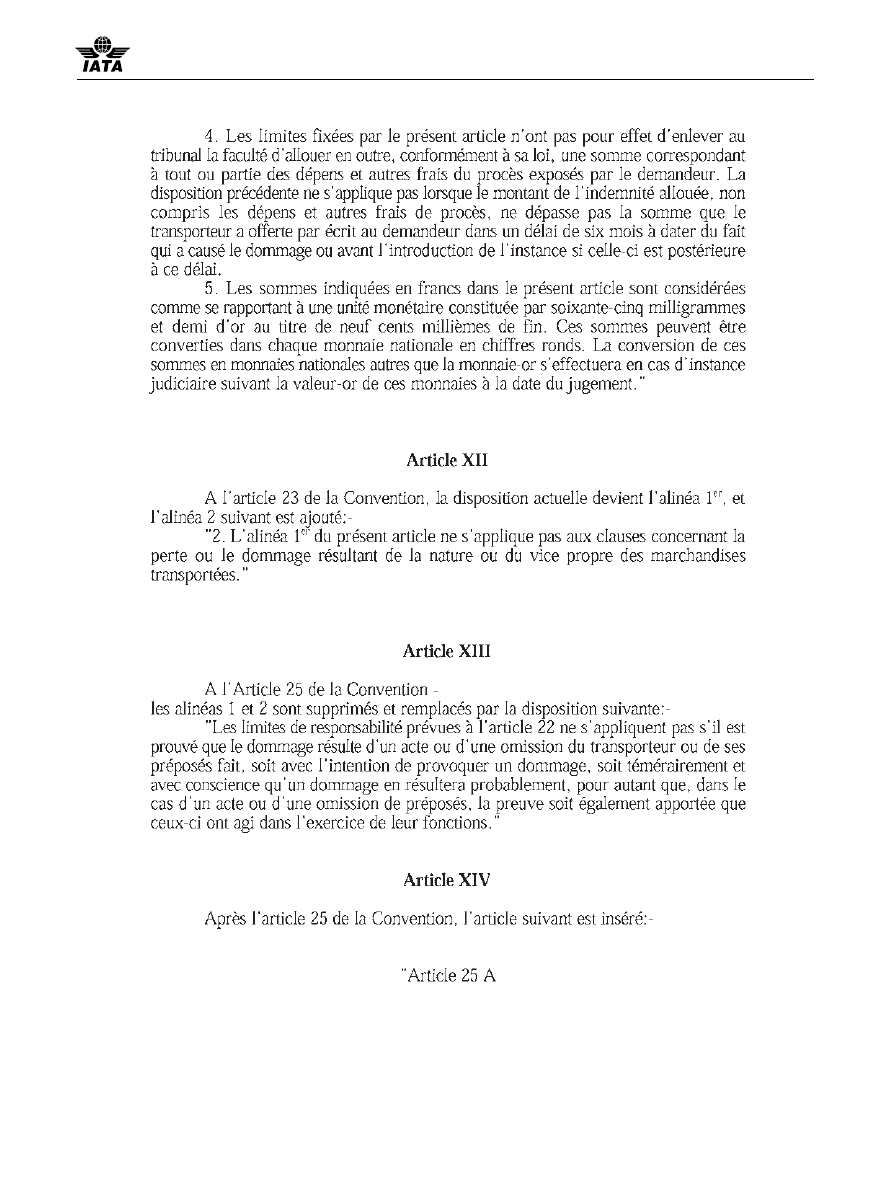 IATA
4. Les limites fixées par le présent article n'ont pas pour effet d'enlever au
tribunal la faculté d'allouer en outre, conformément à sa loi, une somme correspondant
à tout ou partie des dépens et autres frais du procès exposés par le demandeur. La
disposition précédente ne s'applique pas lorsque le montant de l'indemnité allouée, non
compris les dépens et autres frais de procès, ne dépasse pas la somme que le
transporteur a offerte par écrit au demandeur dans un délai de six mois à dater du fait
qui a causé le dommage ou avant l'introduction de l'instance si celle-ci est postérieure
à ce délai.
5. Les sommes indiquées en francs dans le présent article sont considérées
comme se rapportant à une unité monétaire constituée par soixante-cinq milligrammes
et demi d'or au titre de neuf cents millièmes de fin. Ces sommes peuvent être
converties dans chaque monnaie nationale en chiffres ronds. La conversion de ces
sommes en monnaies nationales autres que la monnaie-or s'effectuera en cas d'instance
judiciaire suivant la valeur-or de ces monnaies à la date du jugement."
Article XII
A l'article 23 de la Convention, la disposition actuelle devient l'alinéa 1er, et
l'alinéa 2 suivant est ajouté:-
"2. L'alinéa 1er du présent article ne s'applique pas aux clauses concernant la
perte ou le dommage résultant de la nature ou du vice propre des marchandises
transportées."
Article XIII
A l'Article 25 de la Convention -
les alinéas 1 et 2 sont supprimés et remplacés par la disposition suivante:-
"Les limites de responsabilité prévues à l'article 22 ne s'appliquent pas s'il est
prouvé que le dommage résulte d'un acte ou d'une omission du transporteur ou de ses
préposés fait, soit avec l'intention de provoquer un dommage, soit témérairement et
avec conscience qu'un dommage en résultera probablement, pour autant que, dans le
cas d'un acte ou d'une omission de préposés, la preuve soit également apportée que
ceux-ci ont agi dans l'exercice de leur fonctions."
Article XIV
Après l'article 25 de la Convention, l'article suivant est inséré:-
"Article 25 A